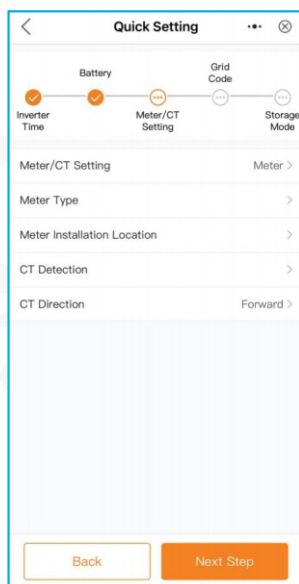 Quick Setting
Battery
Grid
Code
Inverter
Time
Meter/CT
Setting
Storage
Mode
Meter/CT Setting Meter
Meter Type
Meter Installation Location
CT Detection
CT Direction Forward
Back Next Step